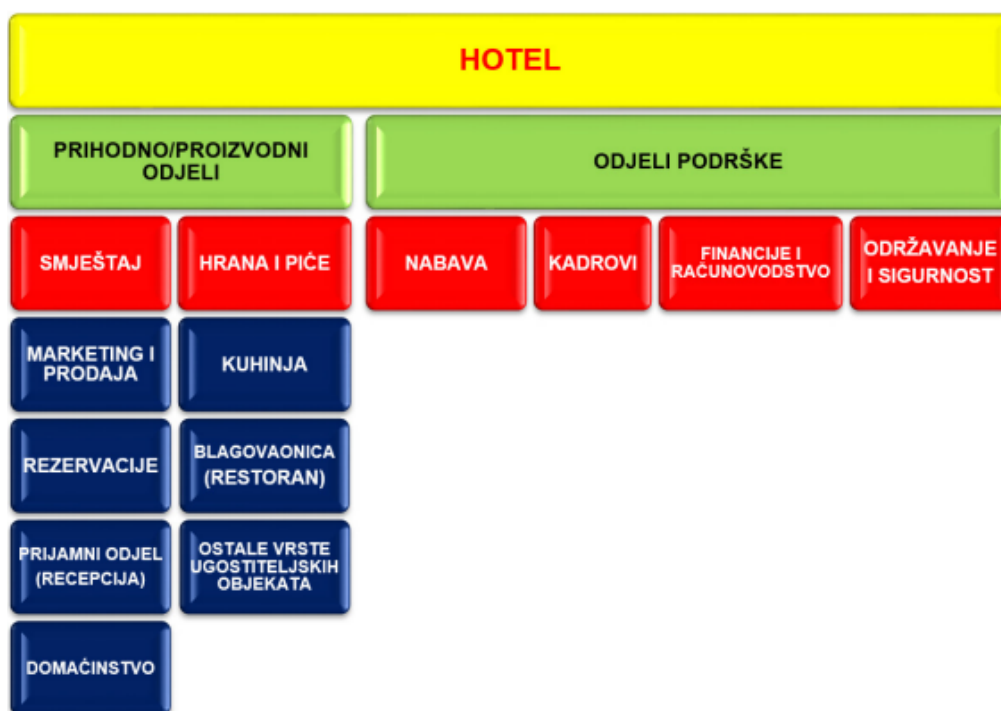 HOTEL
PRIHODNO/PROIZVODNI
ODJELI
ODJELI PODRŠKE
SMJEŠTAJ
HRANA I PIĆE
NABAVA
KADROVI
FINANCIJE I
RAČUNOVODSTVO
ODRŽAVANJE
I SIGURNOST
MARKETING I
PRODAJA
KUHINJA
REZERVACIJE
BLAGOVAONICA
(RESTORAN)
PRIJAMNI ODJEL
(RECEPCIJA)
OSTALE VRSTE
UGOSTITELJSKIH
OBJEKATA
DOMAĆINSTVO